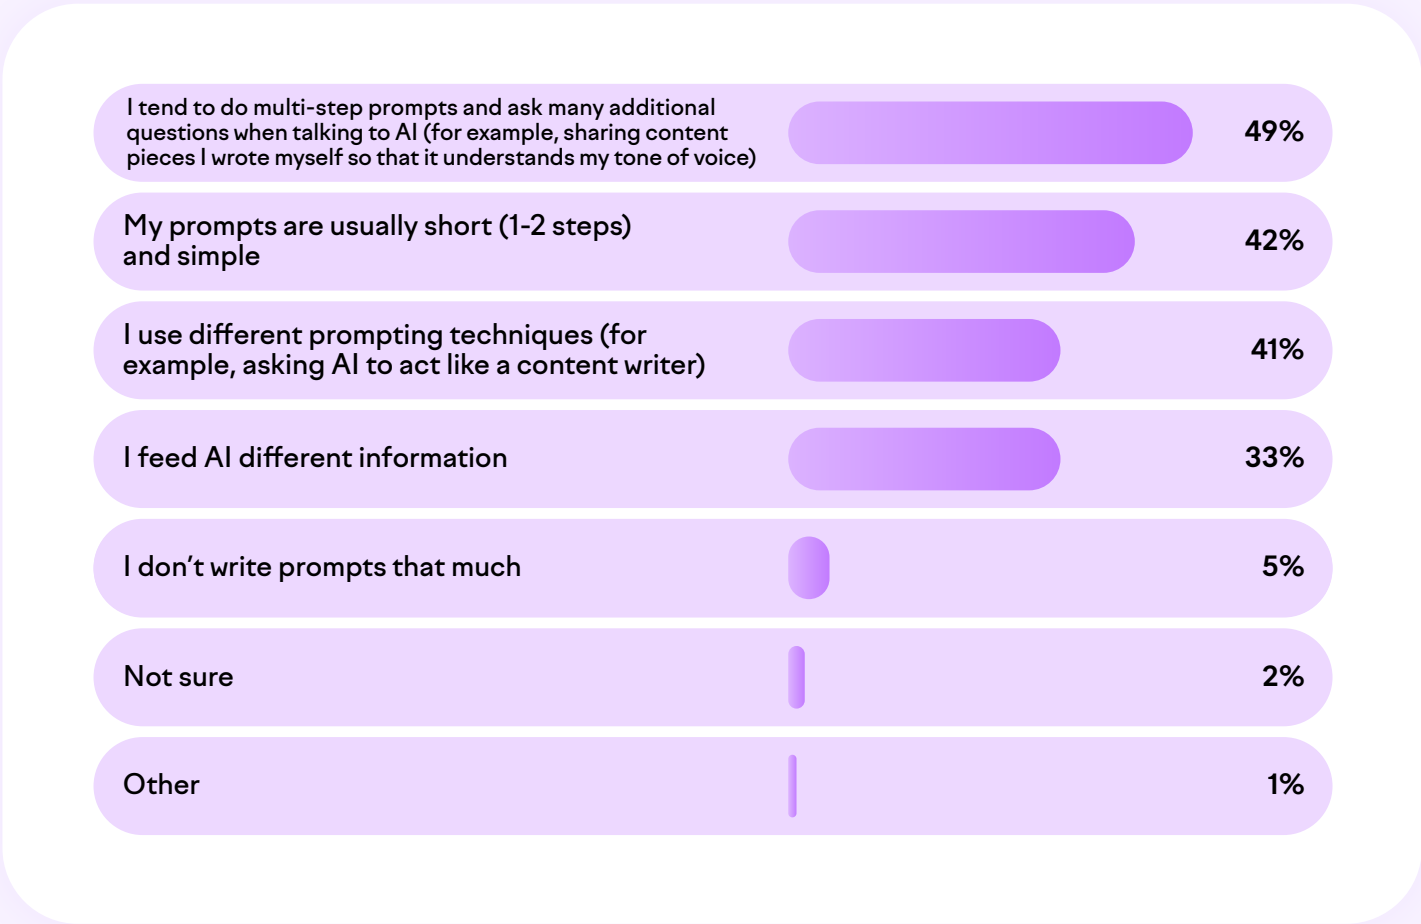 I tend to do multi-step prompts and ask many additional
questions when talking to AI (for example, sharing content
pieces I wrote myself so that it understands my tone of voice)
49%
My prompts are usually short (1-2 steps)
and simple
42%
I use different prompting techniques (for
example, asking AI to act like a content writer)
41%
I feed AI different information
33%
I don’t write prompts that much
5%
Not sure
2%
Other
1%